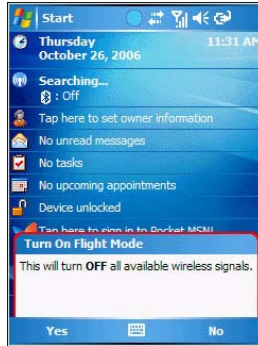 Start
Thursday 11:31 AM
October 26, 2006
Searching...
: Off
Tap here to set owner information
No unread messages
No tasks
No upcoming appointments
Device unlocked
Tap here to sign in to Pocket MSN!
Turn On Flight Mode
This will turn OFF all available wireless signals.
Yes No